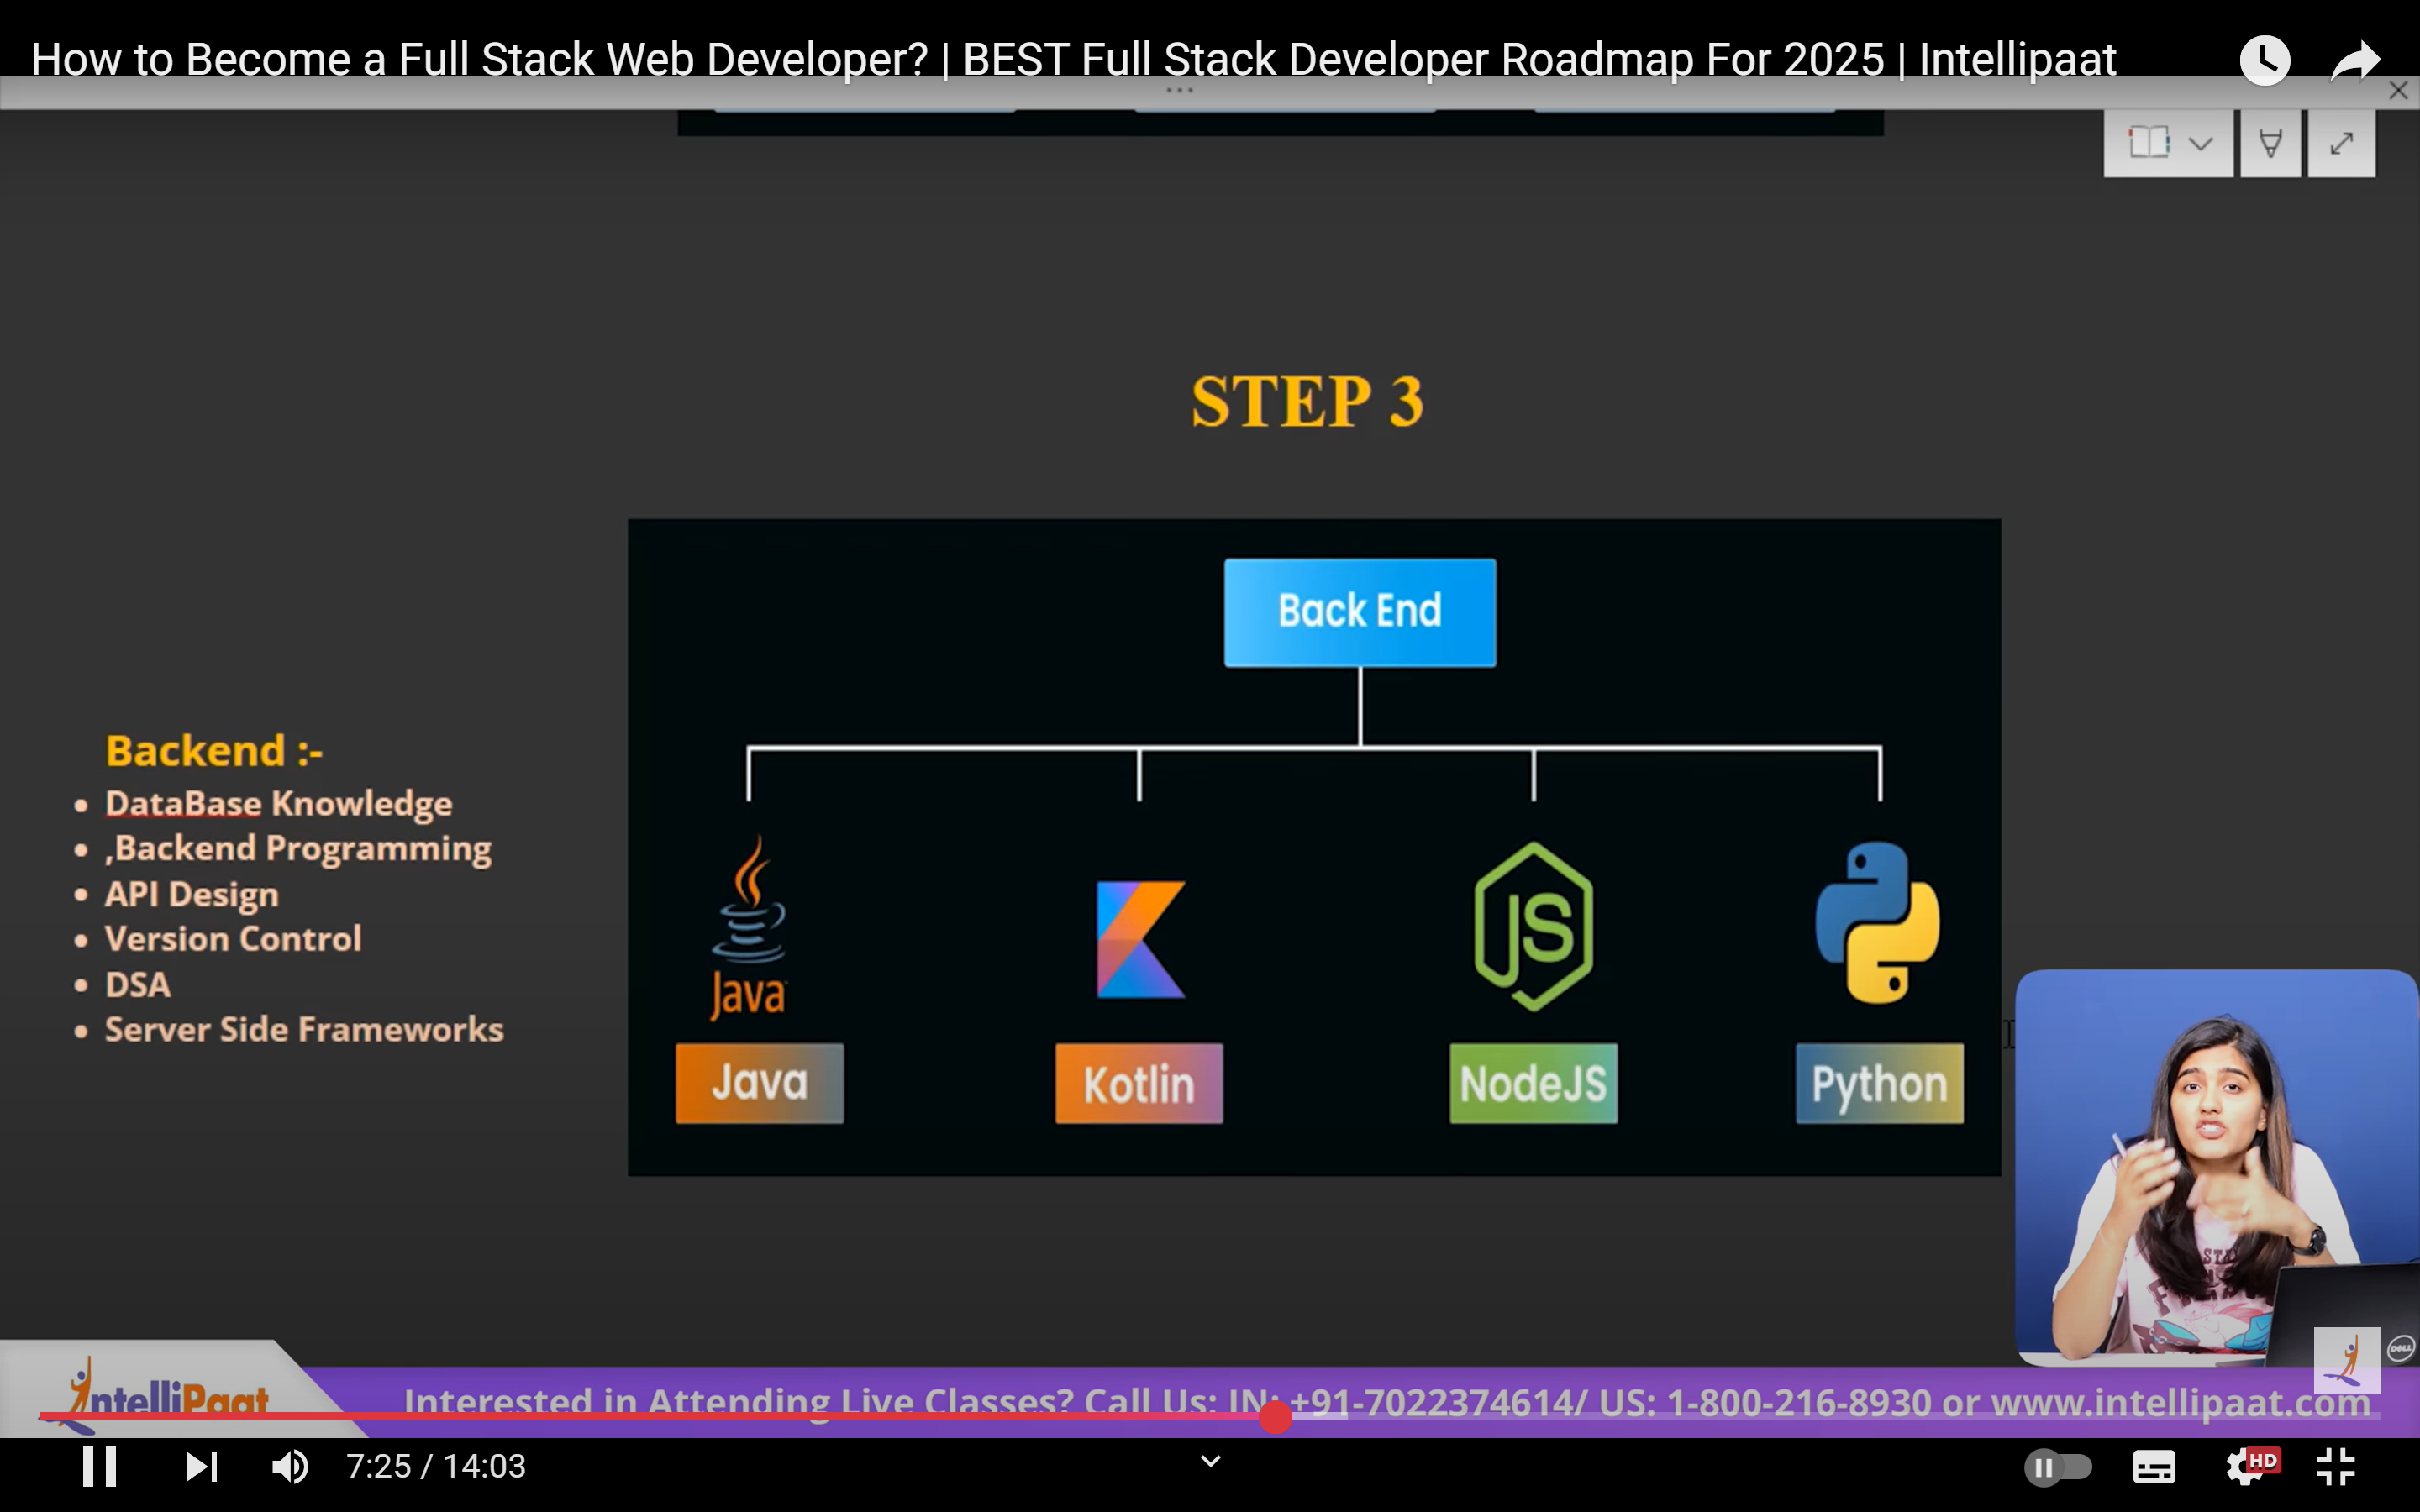 How to Become a Full Stack Web Developer? | BEST Full Stack Developer Roadmap For 2025 | Intellipaat
STEP 3
Back End
Backend :-
• DataBase Knowledge
• ,Backend Programming
• API Design
• Version Control
• DSA
• Server Side Frameworks
Java
JS
Java
Kotlin
NodeJS
Python
DELL
IntelliPaat
Interested in Attending Live Classes? Call Us: IN: +91-7022374614/ US: 1-800-216-8930 or www.intellipaat.com
7:25 / 14:03
HD